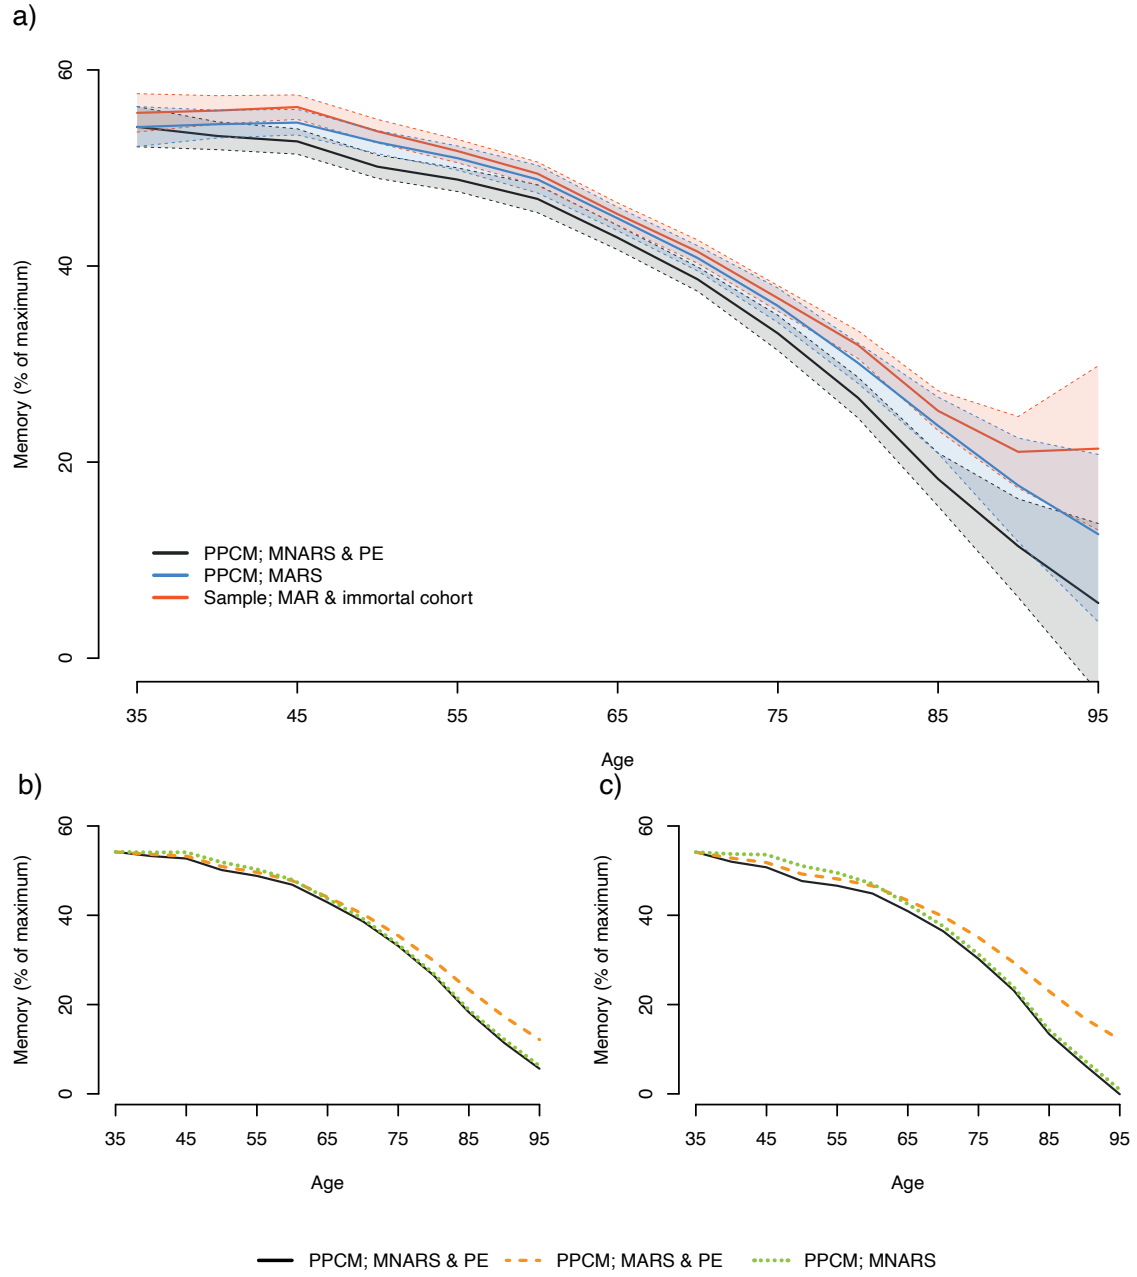 a)
60
40
20
0
Memory (% of maximum)
PPCM; MNARS & PE
PPCM; MARS
Sample; MAR & immortal cohort
35 45 55 65 75 85 95
Age
b)
60
40
20
0
Memory (% of maximum)
35 45 55 65 75 85 95
Age
c)
60
40
20
0
Memory (% of maximum)
35 45 55 65 75 85 95
Age
PPCM; MNARS & PE PPCM; MARS & PE PPCM; MNARS